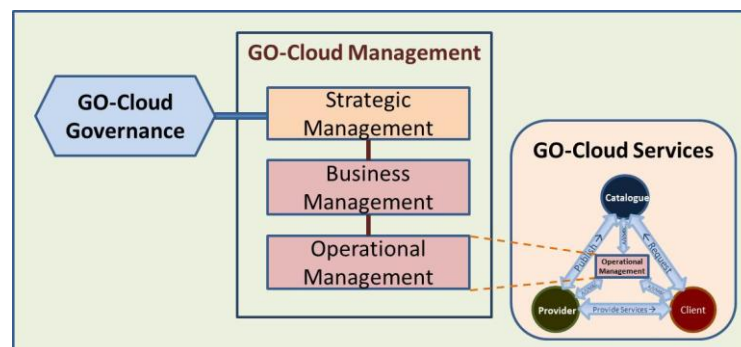 GO-Cloud Management
GO-Cloud
Governance
Strategic
Management
Business
Management
Operational
Management
GO-Cloud Services
Catalogue
Publish →
← Request
Operational
Management
Provider
Provide Services →
Client